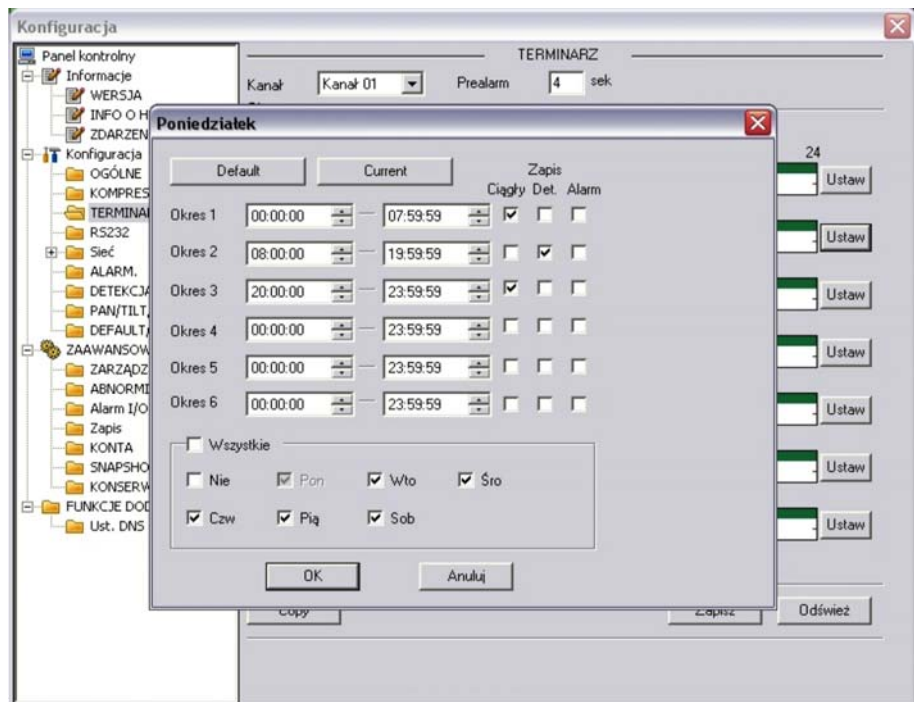 Konfiguracja
Panel kontrolny
Informacje
WERSJA
INFO O H
ZDARZEN
Konfiguracja
OGÓLNE
KOMPRES
TERMINAR
RS232
Sieć
ALARM.
DETEKCJA
PAN/TILT,
DEFAULT,
ZAAWANSOW
ZARZĄDZ
ABNORMI
Alarm I/O
Zapis
KONTA
SNAPSHO
KONSERW
FUNKCJE DOD
Ust. DNS
TERMINARZ
Kanał Kanał 01 Prealarm 4 sek
24
Ustaw
Ustaw
Ustaw
Ustaw
Ustaw
Ustaw
Ustaw
Poniedziałek
Default Current Zapis
Ciągły Det. Alarm
Okres 1 00:00:00 — 07:59:59
Okres 2 08:00:00 — 19:59:59
Okres 3 20:00:00 — 23:59:59
Okres 4 00:00:00 — 23:59:59
Okres 5 00:00:00 — 23:59:59
Okres 6 00:00:00 — 23:59:59
Wszystkie
Nie Pon Wto Śro
Czw Pią Sob
OK Anuluj
Copy Zapisz Odśwież